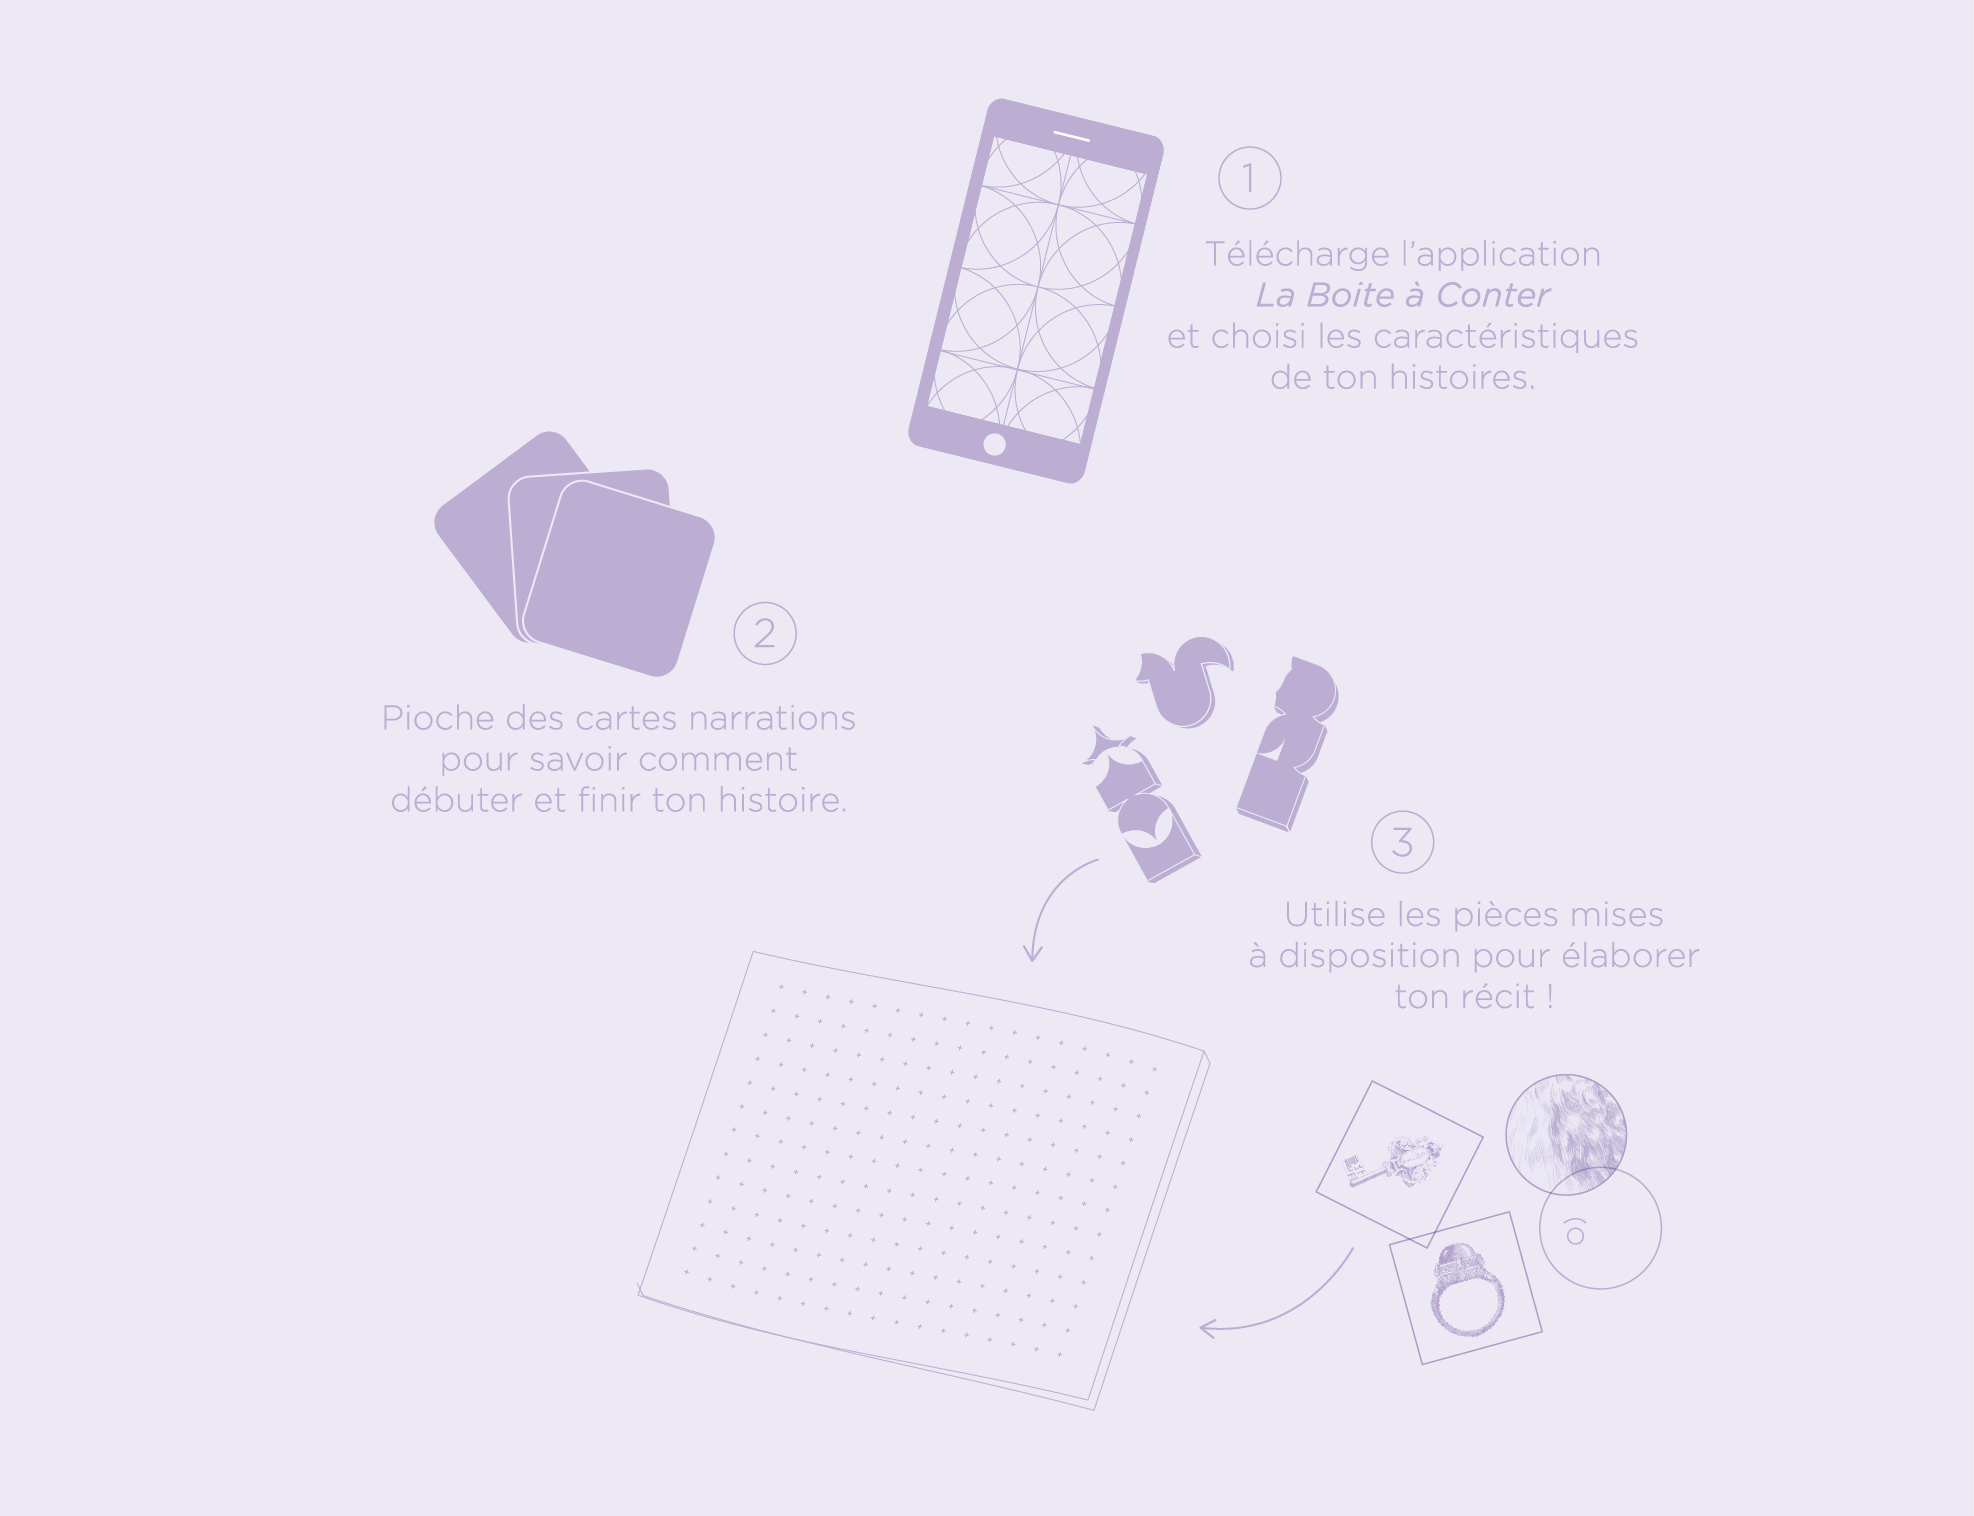 1
Télécharge l’application
La Boite à Conter
et choisi les caractéristiques
de ton histoires.
2
Pioche des cartes narrations
pour savoir comment
débuter et finir ton histoire.
3
Utilise les pièces mises
à disposition pour élaborer
ton récit !